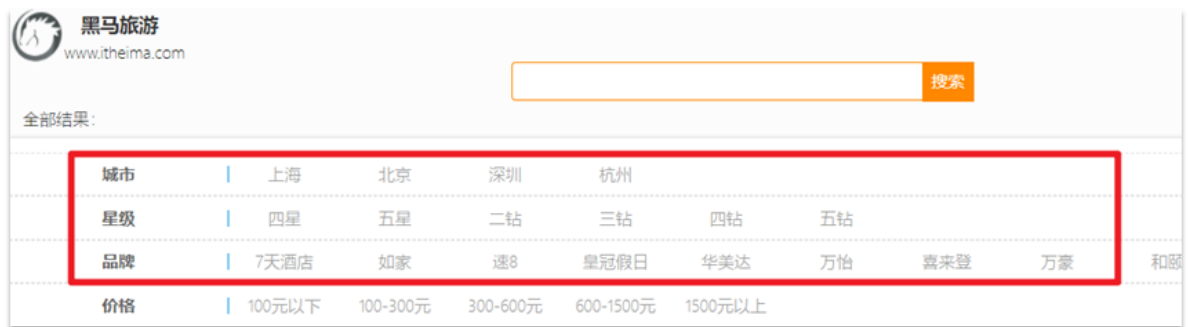 黑马旅游
www.itheima.com
搜索
全部结果:
城市 上海 北京 深圳 杭州
星级 四星 五星 二钻 三钻 四钻 五钻
品牌 7天酒店 如家 速8 皇冠假日 华美达 万怡 喜来登 万豪 和颐
价格 100元以下 100-300元 300-600元 600-1500元 1500元以上